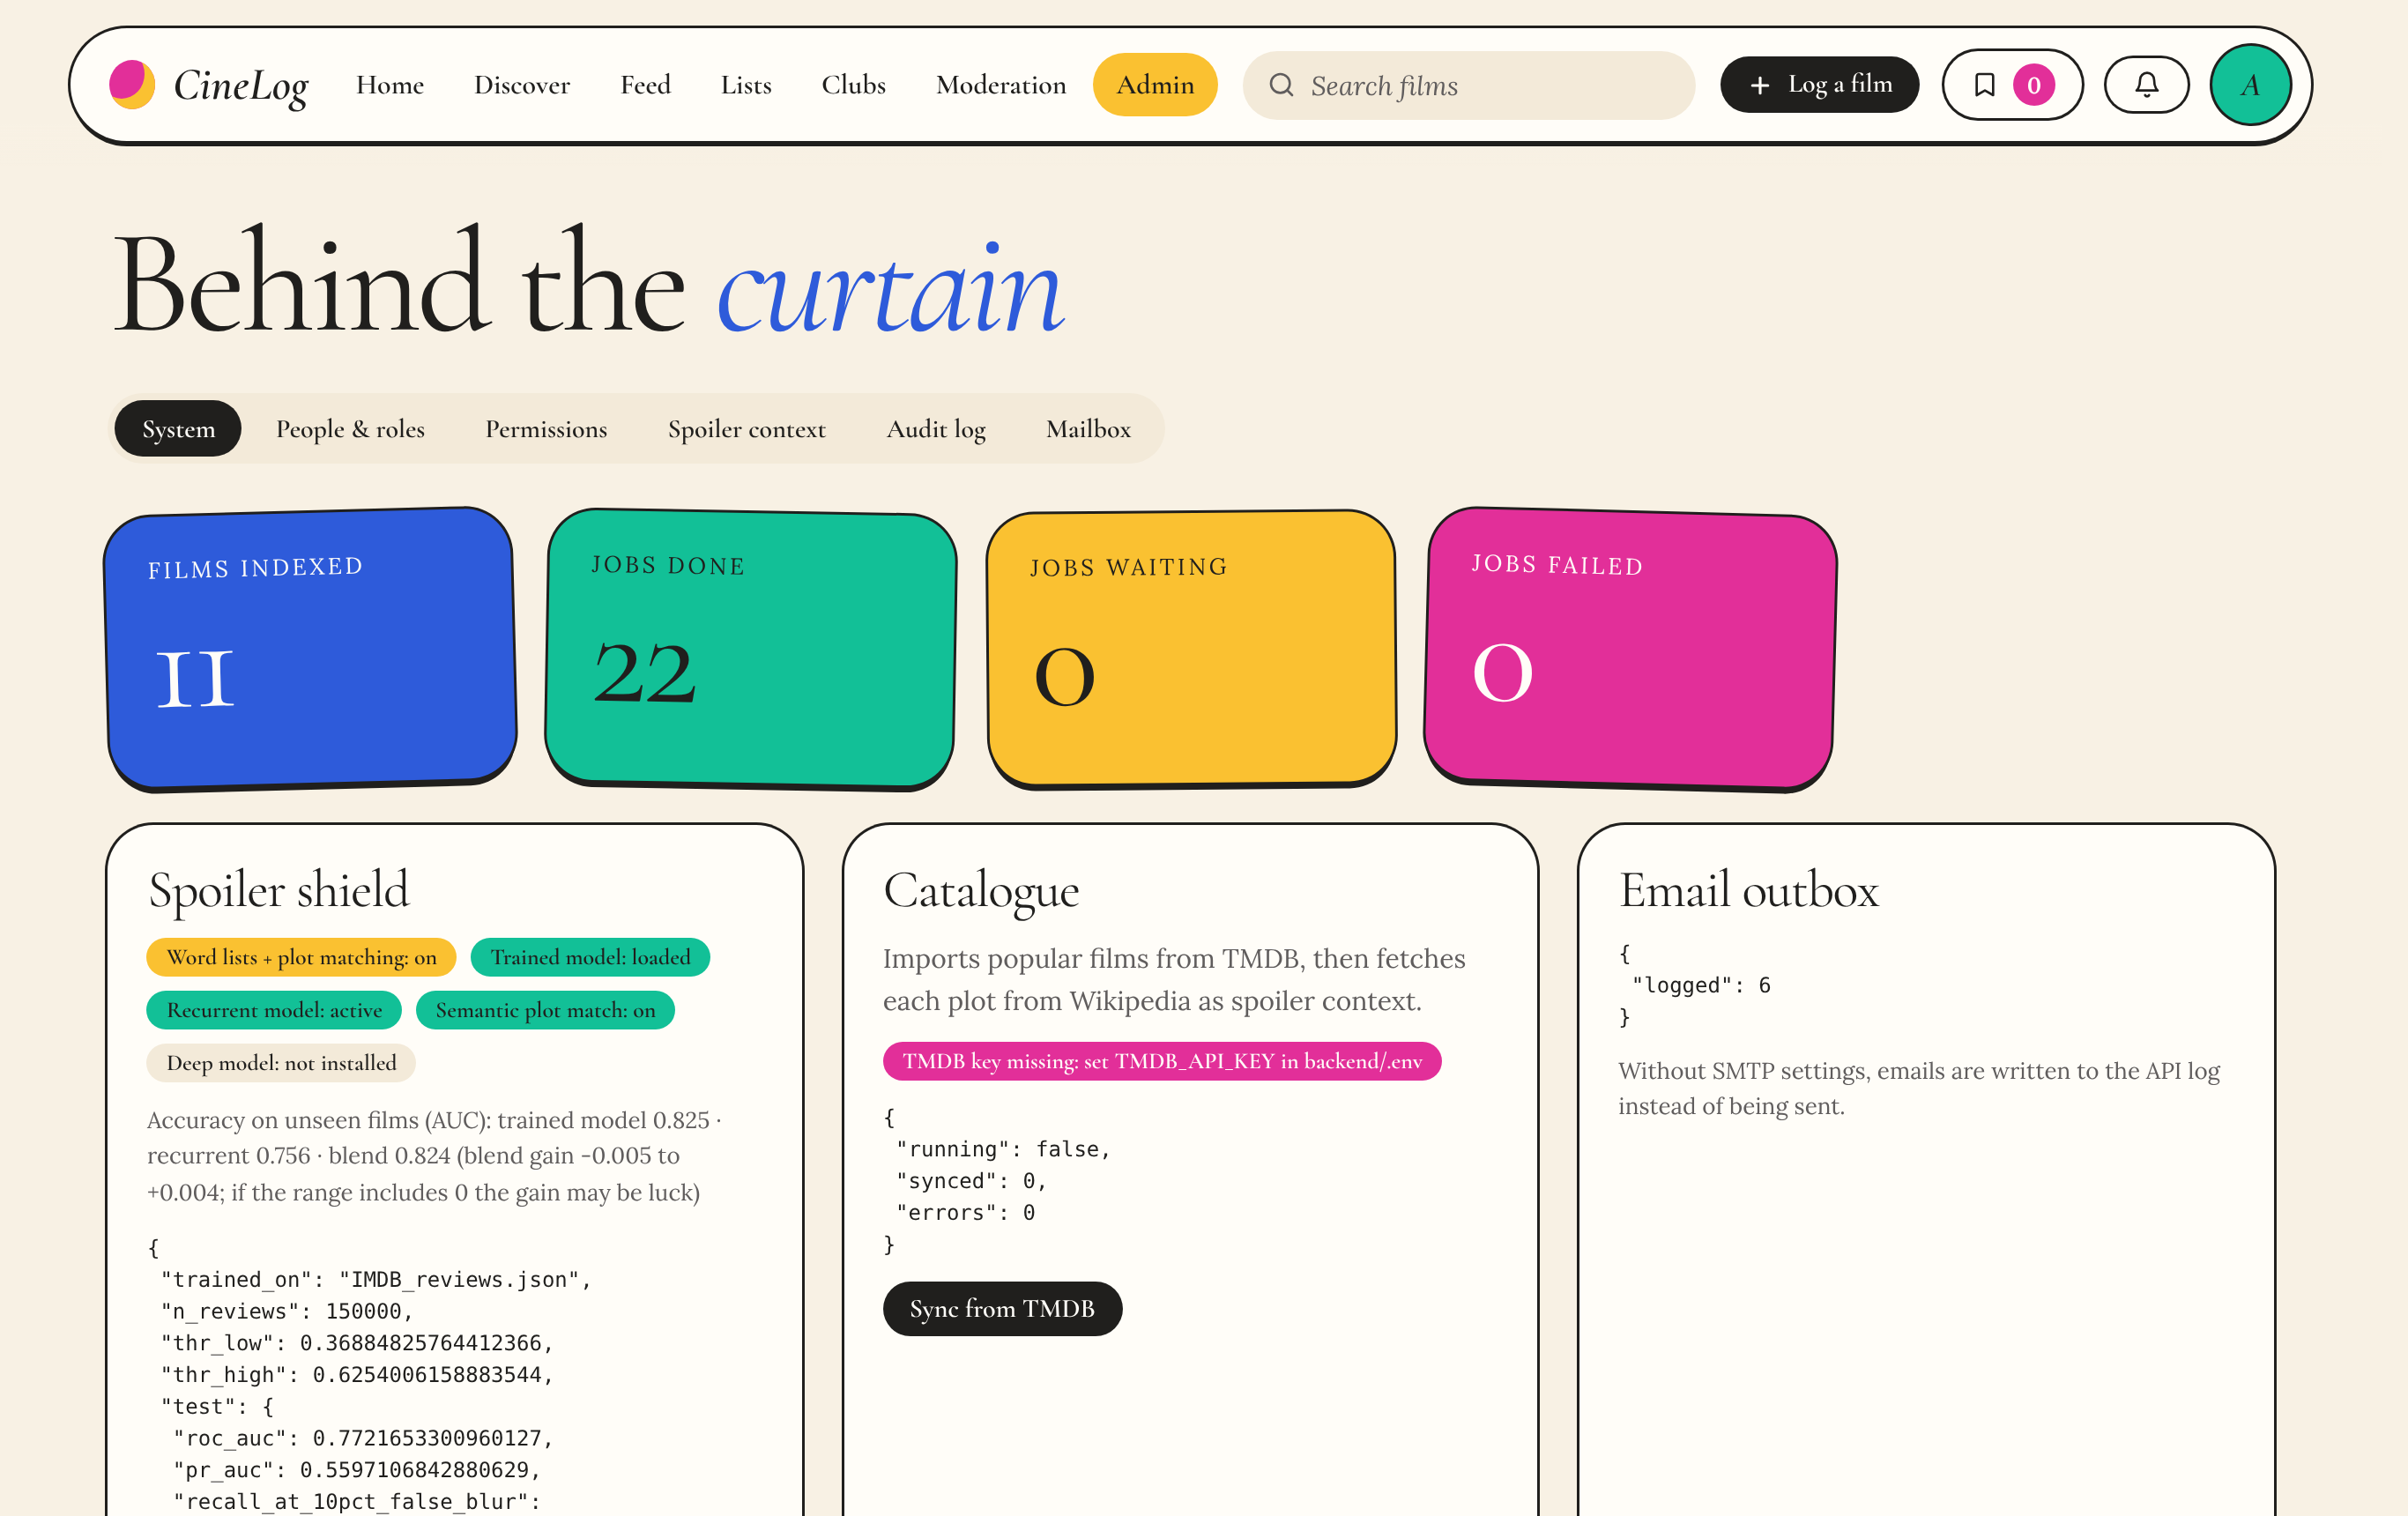 CineLog Home Discover Feed Lists Clubs Moderation Admin Search films + Log a film 0 A
Behind the curtain
System People & roles Permissions Spoiler context Audit log Mailbox
FILMS INDEXED
11
JOBS DONE
22
JOBS WAITING
0
JOBS FAILED
0
Spoiler shield
Word lists + plot matching: on Trained model: loaded
Recurrent model: active Semantic plot match: on
Deep model: not installed
Accuracy on unseen films (AUC): trained model 0.825 ·
recurrent 0.756 · blend 0.824 (blend gain -0.005 to
+0.004; if the range includes 0 the gain may be luck)
{
"trained_on": "IMDB_reviews.json",
"n_reviews": 150000,
"thr_low": 0.36884825764412366,
"thr_high": 0.6254006158883544,
"test": {
"roc_auc": 0.7721653300960127,
"pr_auc": 0.5597106842880629,
"recall_at_10pct_false_blur":
Catalogue
Imports popular films from TMDB, then fetches
each plot from Wikipedia as spoiler context.
TMDB key missing: set TMDB_API_KEY in backend/.env
{
"running": false,
"synced": 0,
"errors": 0
}
Sync from TMDB
Email outbox
{
"logged": 6
}
Without SMTP settings, emails are written to the API log
instead of being sent.